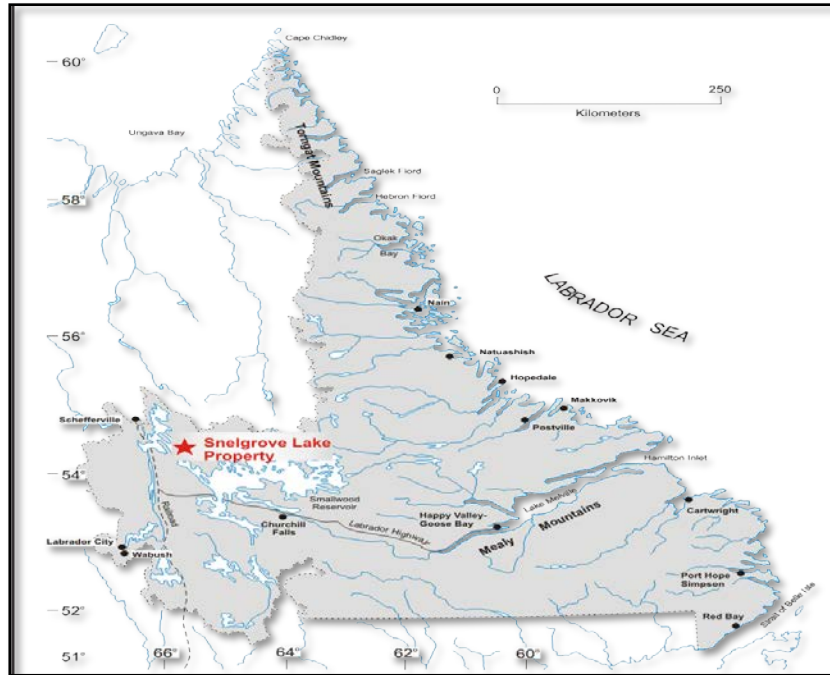 Cape Chidley
60°
0
250
Kilometers
Ungava Bay
Torngat Mountains
Saglek Fiord
58°
Hebron Fiord
Okak
Bay
LABRADOR SEA
Nain
56°
Natuashish
Hopedale
Makkovik
Schefferville
Postville
Snelgrove Lake
Property
Hamilton Inlet
54°
Smallwood
Reservoir
Lake Melville
Cartwright
Railroad
Churchill
Falls
Labrador Highway
Happy Valley-
Goose Bay
Mealy Mountains
Labrador City
Wabush
Port Hope
Simpson
52°
Strait of Belle Isle
Red Bay
51°
66°
64°
62°
60°